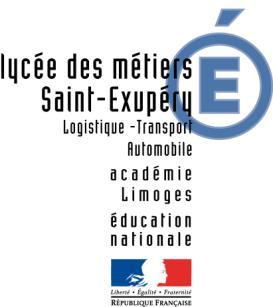 lycée des métiers
Saint-Exupéry
É
Logistique -Transport
Automobile
académie
Limoges
éducation
nationale
Liberté • Égalité • Fraternité
RÉPUBLIQUE FRANÇAISE